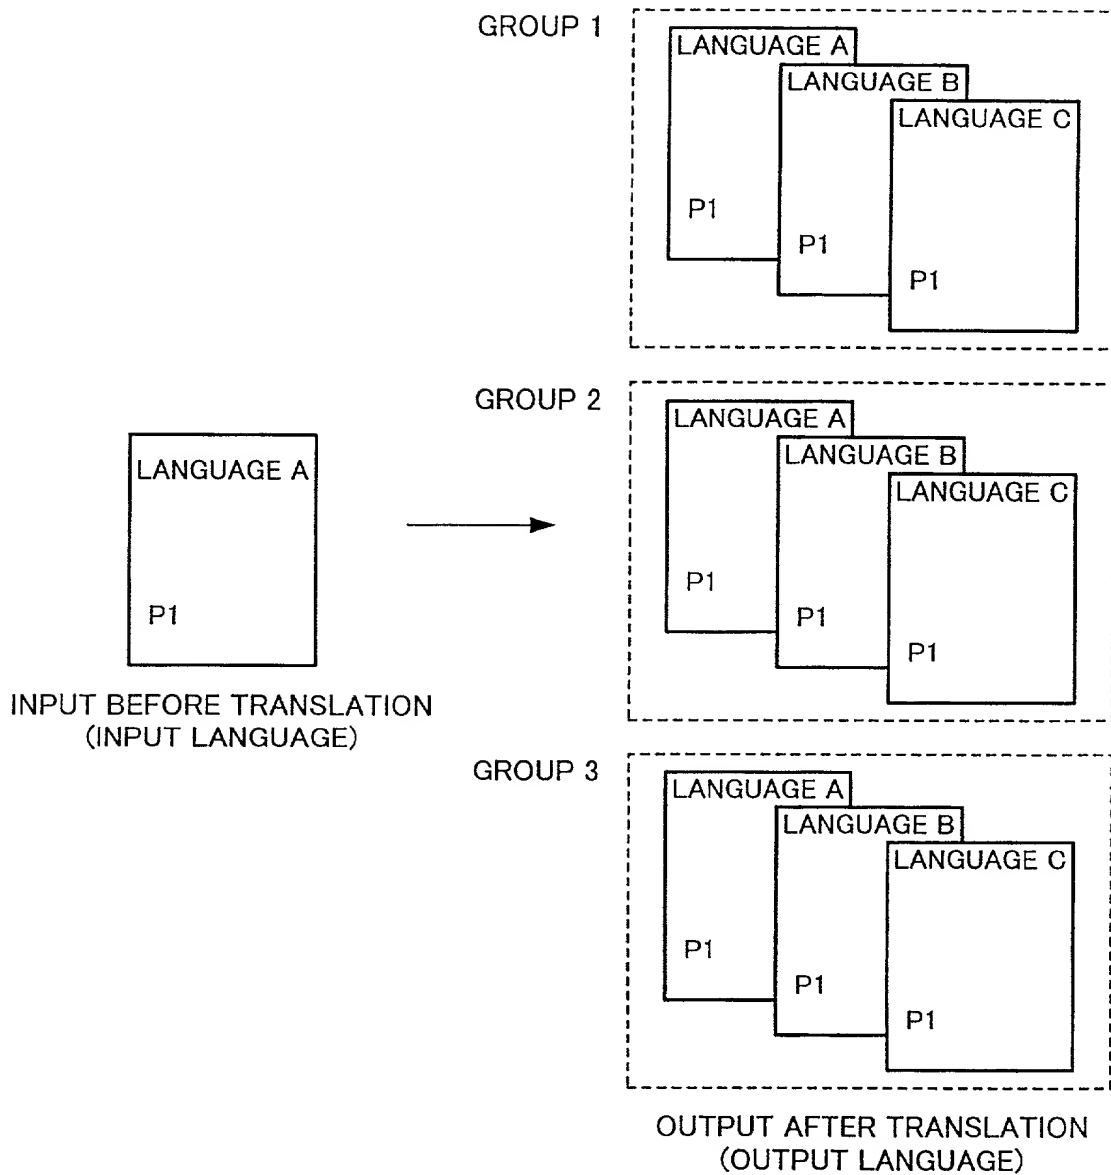 GROUP 1
LANGUAGE A
LANGUAGE B
LANGUAGE C
P1
P1
P1
GROUP 2
LANGUAGE A
LANGUAGE B
LANGUAGE C
P1
P1
P1
LANGUAGE A
P1
INPUT BEFORE TRANSLATION
(INPUT LANGUAGE)
GROUP 3
LANGUAGE A
LANGUAGE B
LANGUAGE C
P1
P1
P1
OUTPUT AFTER TRANSLATION
(OUTPUT LANGUAGE)